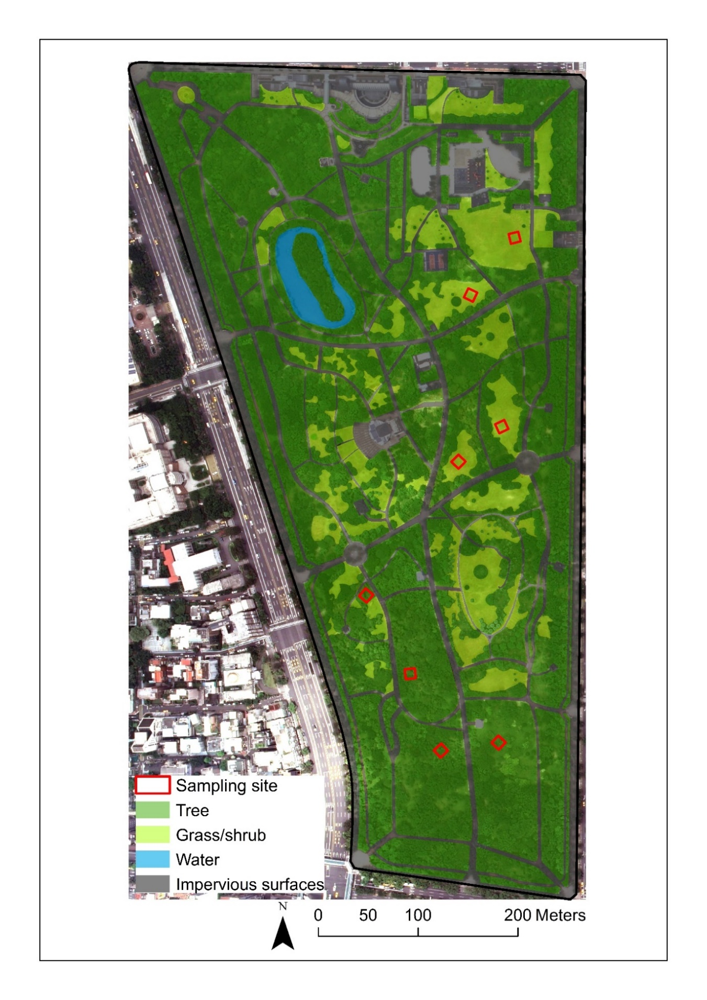 Sampling site
Tree
Grass/shrub
Water
Impervious surfaces
N
0 50 100 200 Meters